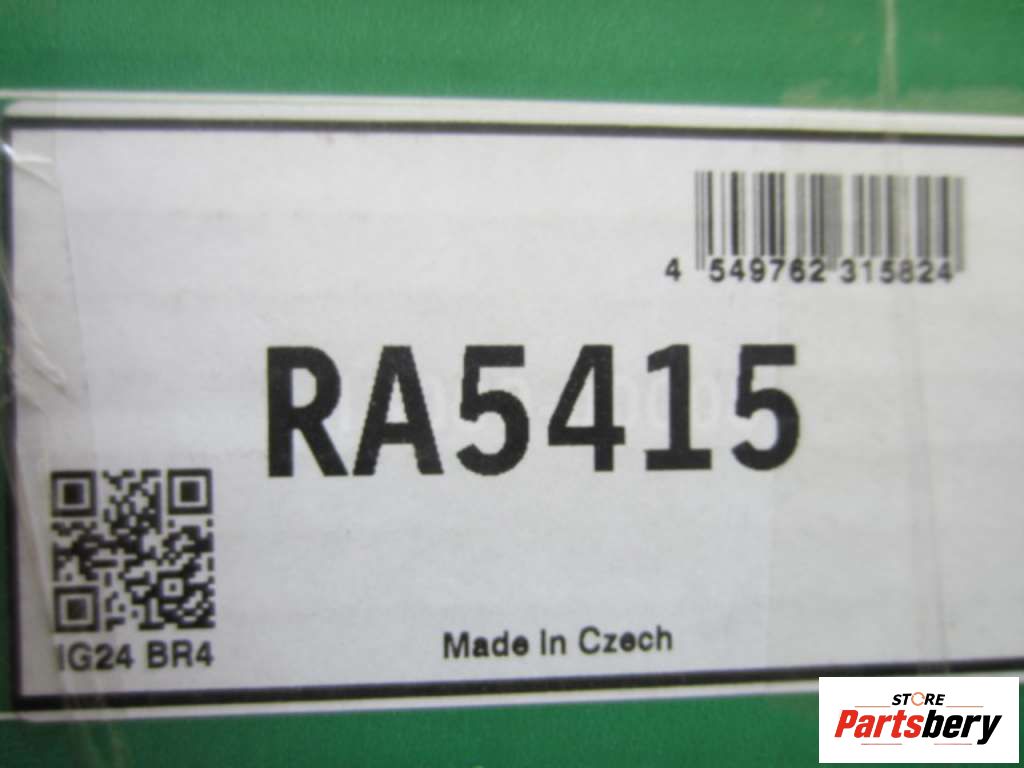 4 549762 315824
RA5415
IG24 BR4
Made In Czech
STORE
Partsbery